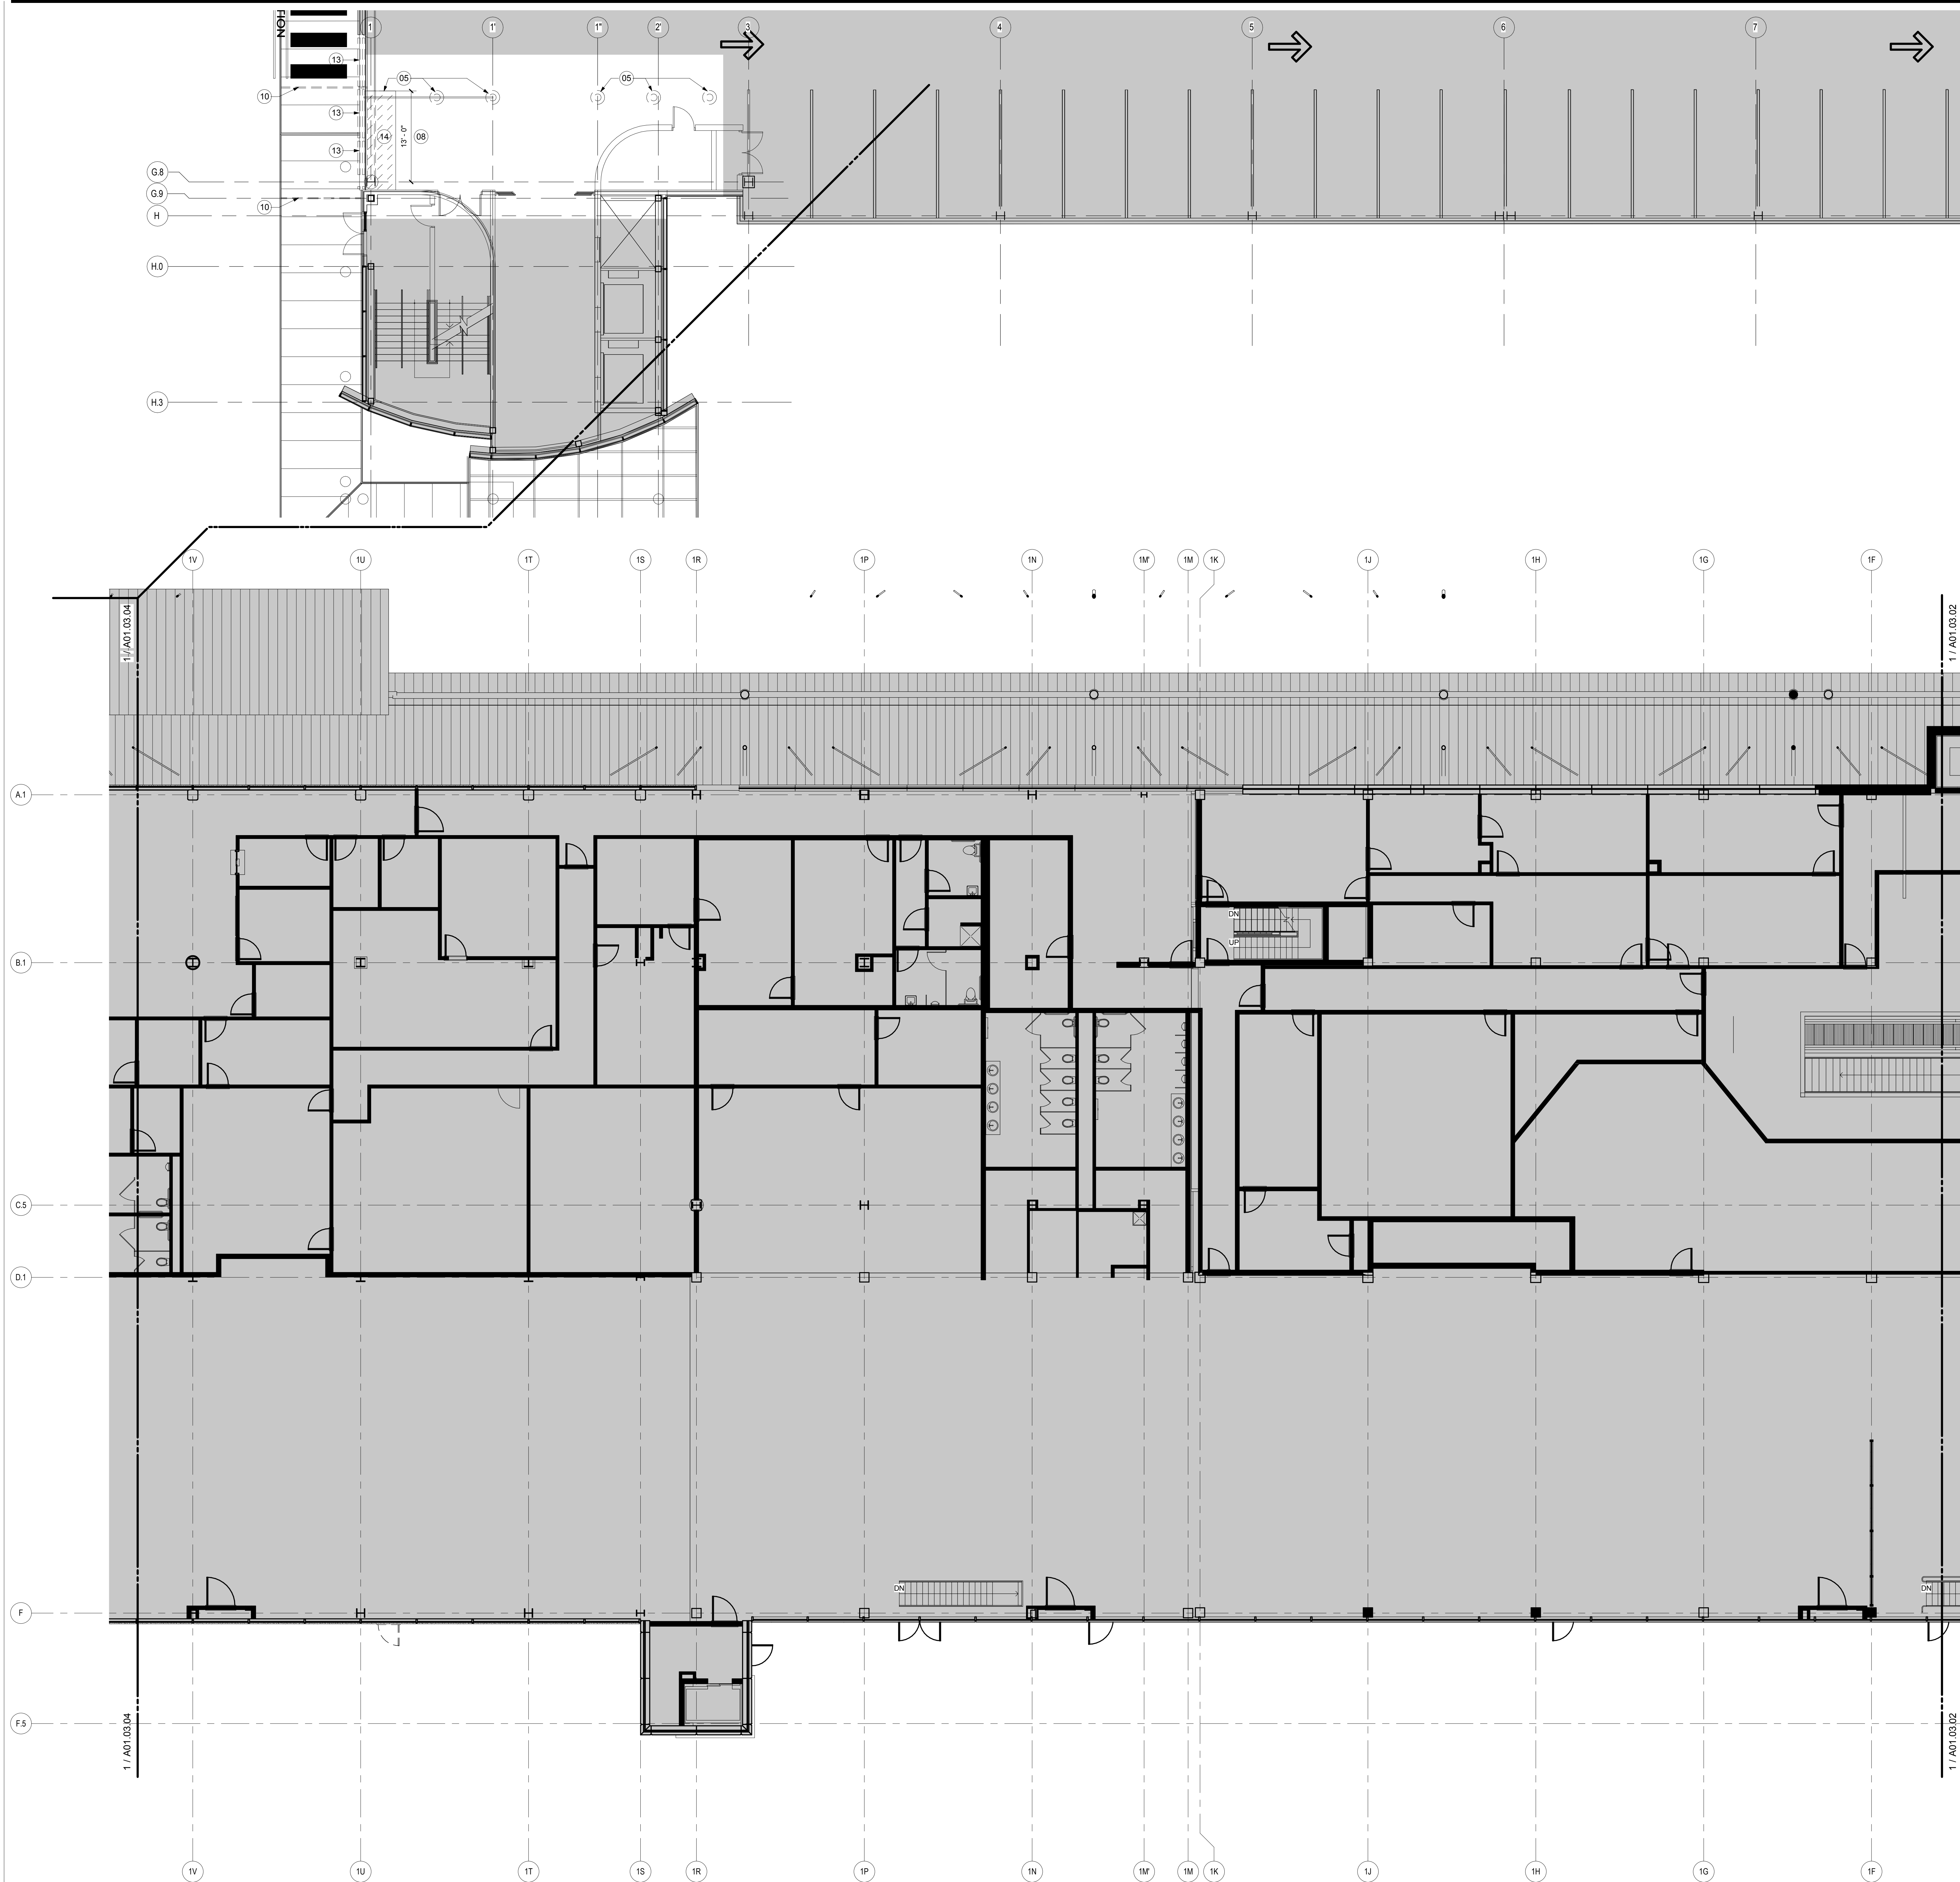 FION
1 1' 1" 2' 3 4 5 6 7
13
05 05
10
13
14 13' - 0" 08
13
G.8
G.9
10
H
H.0
H.3
1V 1U 1T 1S 1R 1P 1N 1M' 1M 1K 1J 1H 1G 1F
1 / A01.03.04
1 / A01.03.02
A.1
DN
UP
B.1
C.5
D.1
DN
DN
F
F.5
1 / A01.03.04
1 / A01.03.02
1V 1U 1T 1S 1R 1P 1N 1M' 1M 1K 1J 1H 1G 1F